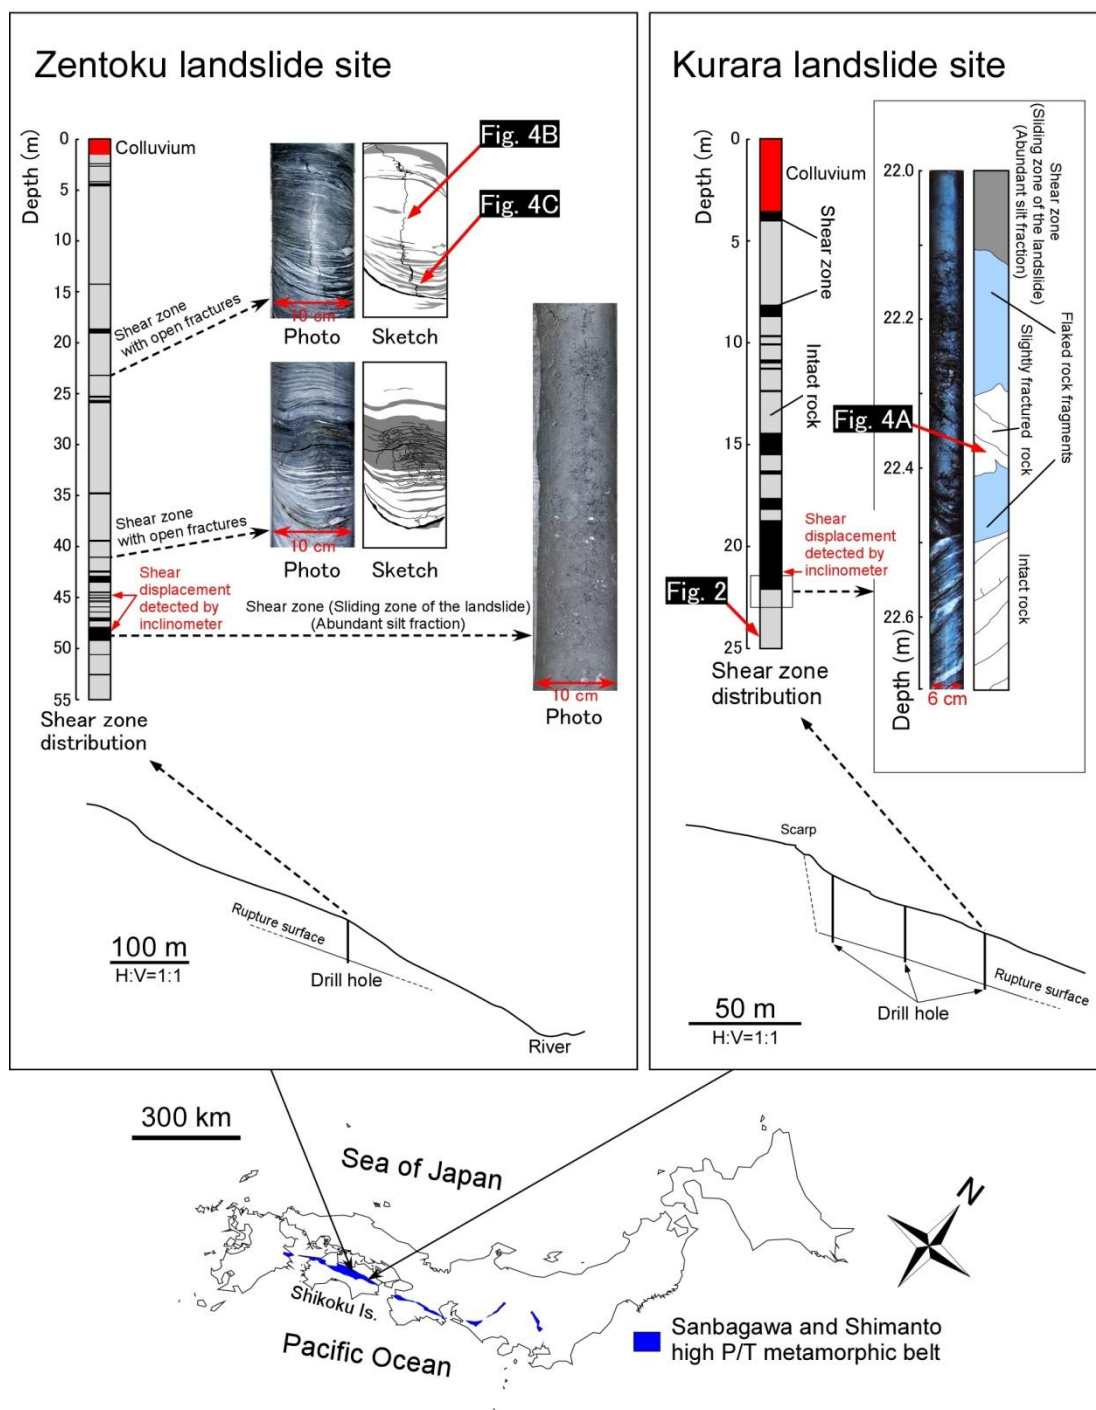 Zentoku landslide site
Depth (m)
0
5
10
15
20
25
30
35
40
45
50
55
Colluvium
Shear zone
with open fractures
Shear zone
with open fractures
Shear
displacement
detected by
inclinometer
Shear zone (Sliding zone of the landslide)
(Abundant silt fraction)
Fig. 4B
Fig. 4C
10 cm
Photo
Sketch
10 cm
Photo
Sketch
10 cm
Photo
Shear zone
distribution
Rupture surface
100 m
H:V=1:1
Drill hole
River
Kurara landslide site
Depth (m)
0
5
10
15
20
25
Colluvium
Shear zone
Intact rock
Shear
displacement
detected by
inclinometer
Fig. 2
Shear zone
distribution
22.0
22.2
22.4
22.6
Depth (m)
6 cm
Fig. 4A
Shear zone
(Sliding zone of the landslide)
(Abundant silt fraction)
Flaked rock fragments
Slightly fractured rock
Intact rock
Scarp
Rupture surface
50 m
H:V=1:1
Drill hole
300 km
Sea of Japan
N
Shikoku Is.
Pacific Ocean
Sanbagawa and Shimanto
high P/T metamorphic belt